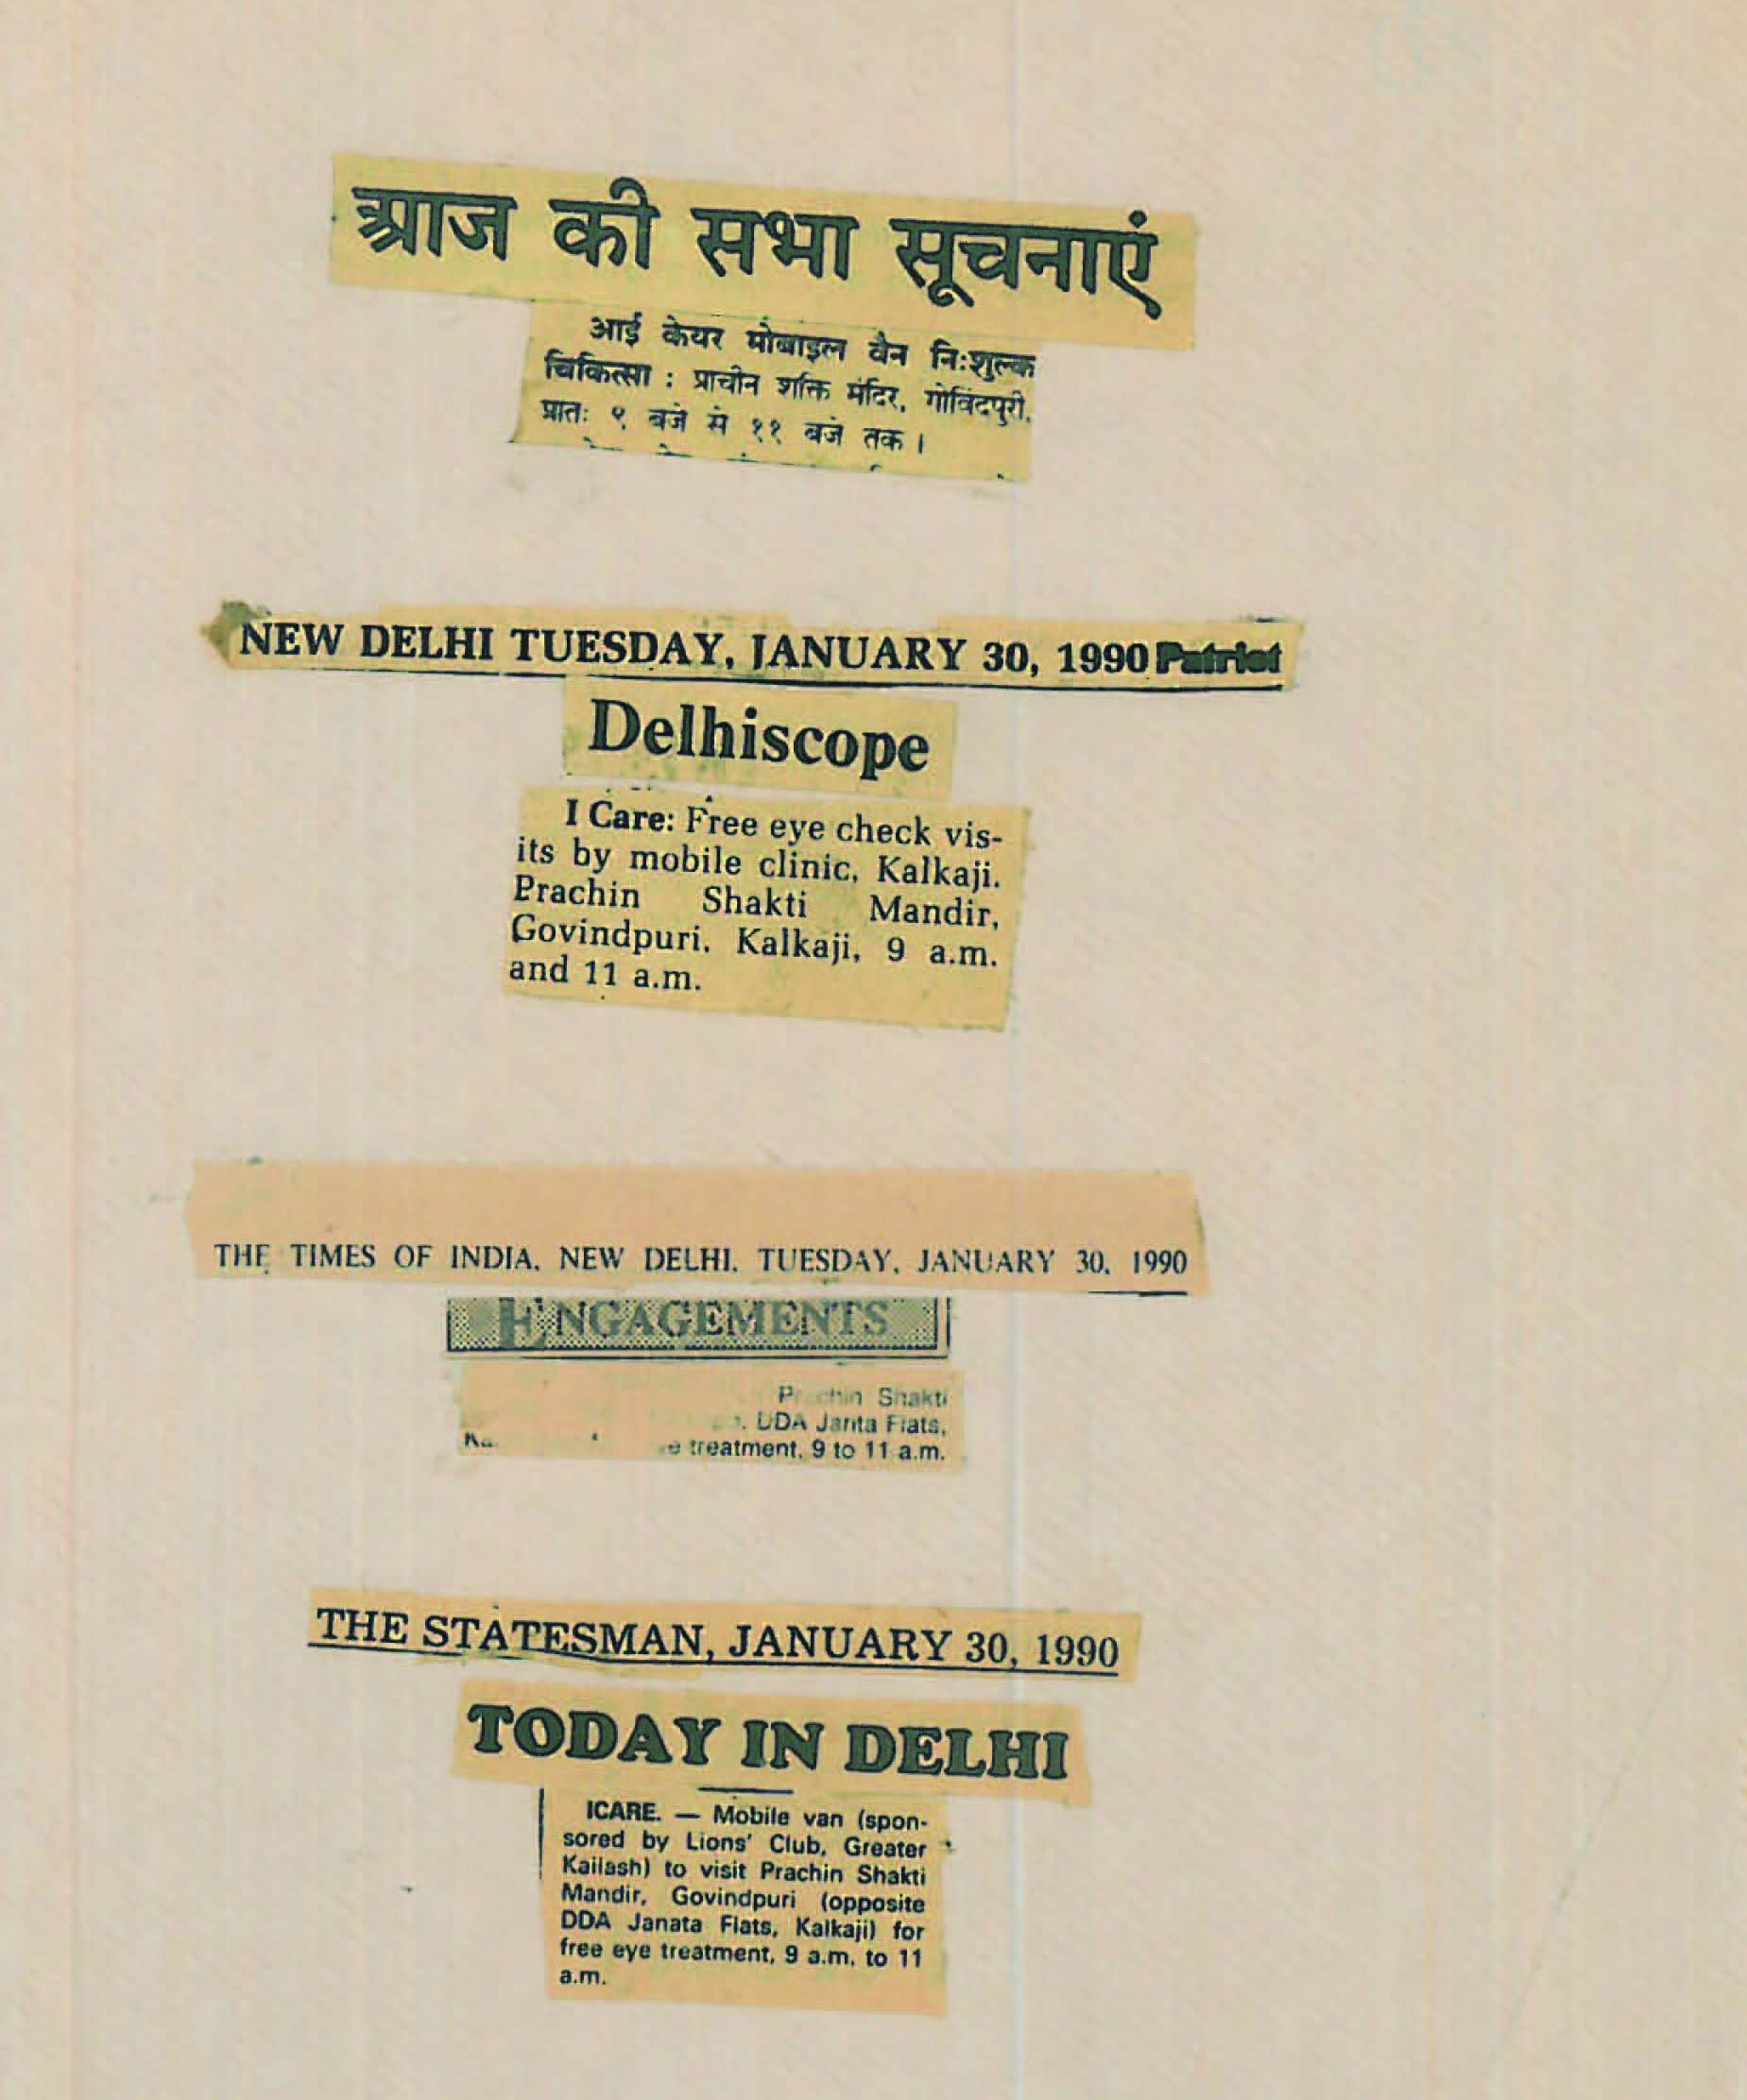 आज की सभा सूचनाएं
आई केयर मोबाइल वैन नि:शुल्क
चिकित्सा : प्राचीन शक्ति मंदिर, गोविंदपुरी,
प्रात: ९ बजे से ११ बजे तक ।
NEW DELHI TUESDAY, JANUARY 30, 1990 Patriot
Delhiscope
I Care: Free eye check vis-
its by mobile clinic, Kalkaji.
Prachin Shakti Mandir,
Govindpuri, Kalkaji, 9 a.m.
and 11 a.m.
THE TIMES OF INDIA, NEW DELHI, TUESDAY, JANUARY 30, 1990
ENGAGEMENTS
Prachin Shakti
DDA Janta Flats,
treatment, 9 to 11 a.m.
THE STATESMAN, JANUARY 30, 1990
TODAY IN DELHI
ICARE. — Mobile van (spon-
sored by Lions' Club, Greater
Kailash) to visit Prachin Shakti
Mandir, Govindpuri (opposite
DDA Janata Flats, Kalkaji) for
free eye treatment, 9 a.m. to 11
a.m.